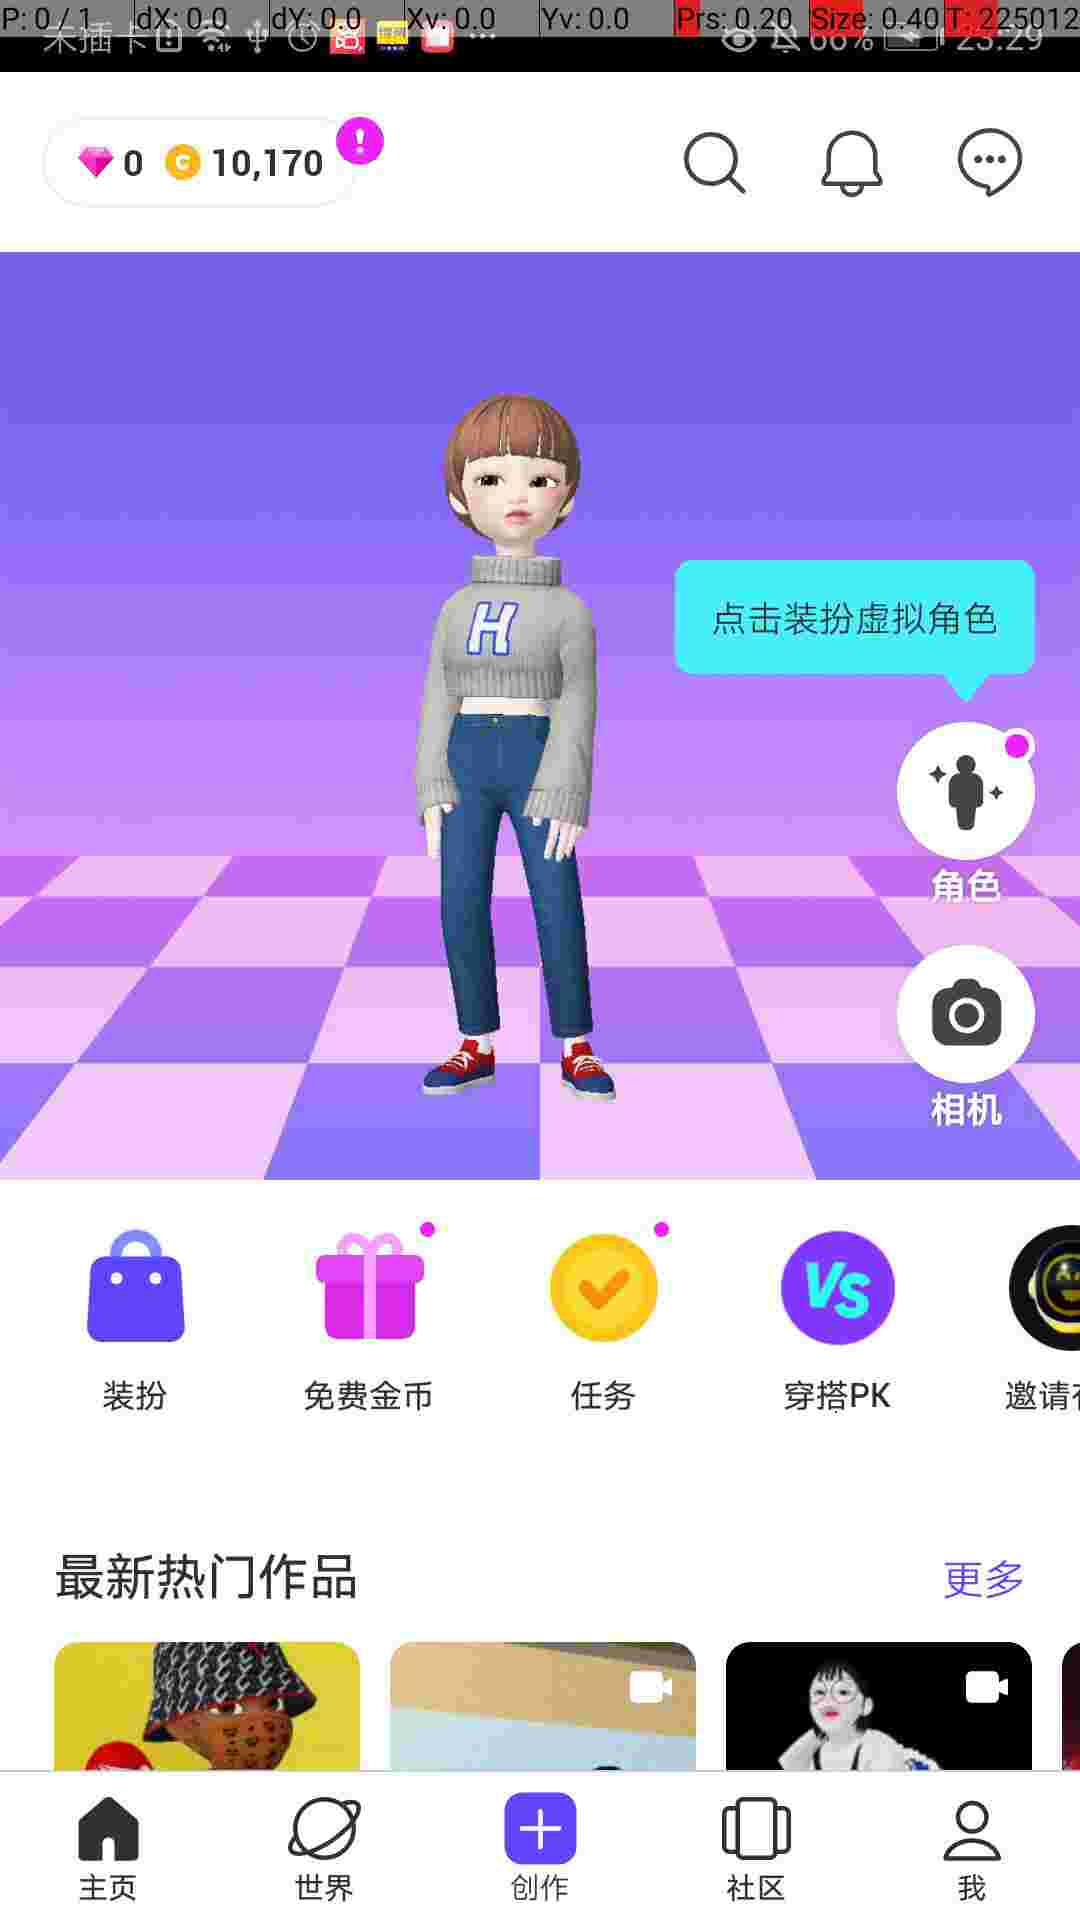 P: 0 / 1 dX: 0.0 dY: 0.0 Xv: 0.0 Yv: 0.0 Prs: 0.20 Size: 0.40 T: 225012
未插卡 66% 23:29
0 10,170
H
点击装扮虚拟角色
角色
相机
VS
装扮 免费金币 任务 穿搭PK 邀请
最新热门作品 更多
主页 世界 创作 社区 我